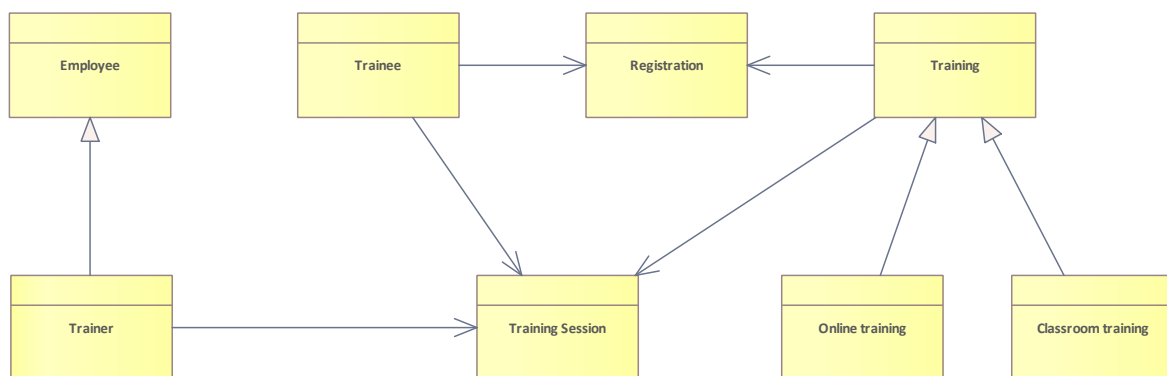 Employee
Trainee
Registration
Training
Trainer
Training Session
Online training
Classroom training